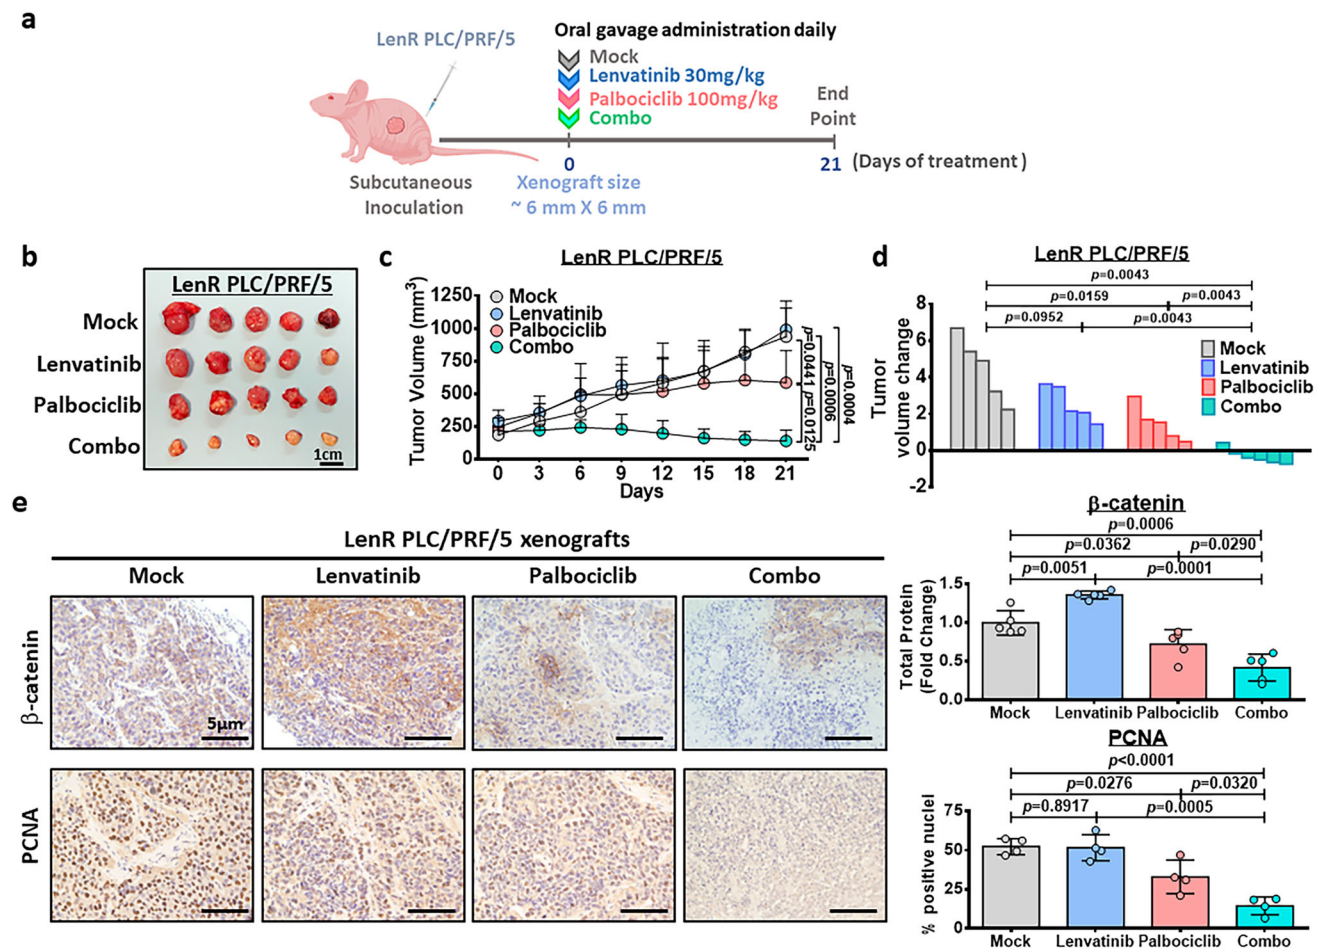 a
Oral gavage administration daily
LenR PLC/PRF/5
Mock
Lenvatinib 30mg/kg
Palbociclib 100mg/kg
Combo
End
Point
0
21 (Days of treatment )
Subcutaneous
Inoculation
Xenograft size
~ 6 mm X 6 mm
b
LenR PLC/PRF/5
Mock
Lenvatinib
Palbociclib
Combo
1cm
c
LenR PLC/PRF/5
Tumor Volume (mm³)
1250
1000
750
500
250
0
Mock
Lenvatinib
Palbociclib
Combo
p=0.0441
p=0.0125
p=0.0006
p=0.0004
0 3 6 9 12 15 18 21
Days
d
LenR PLC/PRF/5
p=0.0043
p=0.0159 p=0.0043
p=0.0952 p=0.0043
Tumor
volume change
8
6
4
2
0
-2
Mock
Lenvatinib
Palbociclib
Combo
e
LenR PLC/PRF/5 xenografts
Mock Lenvatinib Palbociclib Combo
β-catenin
5µm
PCNA
β-catenin
p=0.0006
p=0.0362 p=0.0290
p=0.0051 p=0.0001
Total Protein
(Fold Change)
1.5
1.0
0.5
0.0
Mock Lenvatinib Palbociclib Combo
PCNA
p<0.0001
p=0.0276 p=0.0320
p=0.8917 p=0.0005
% positive nuclei
75
50
25
0
Mock Lenvatinib Palbociclib Combo